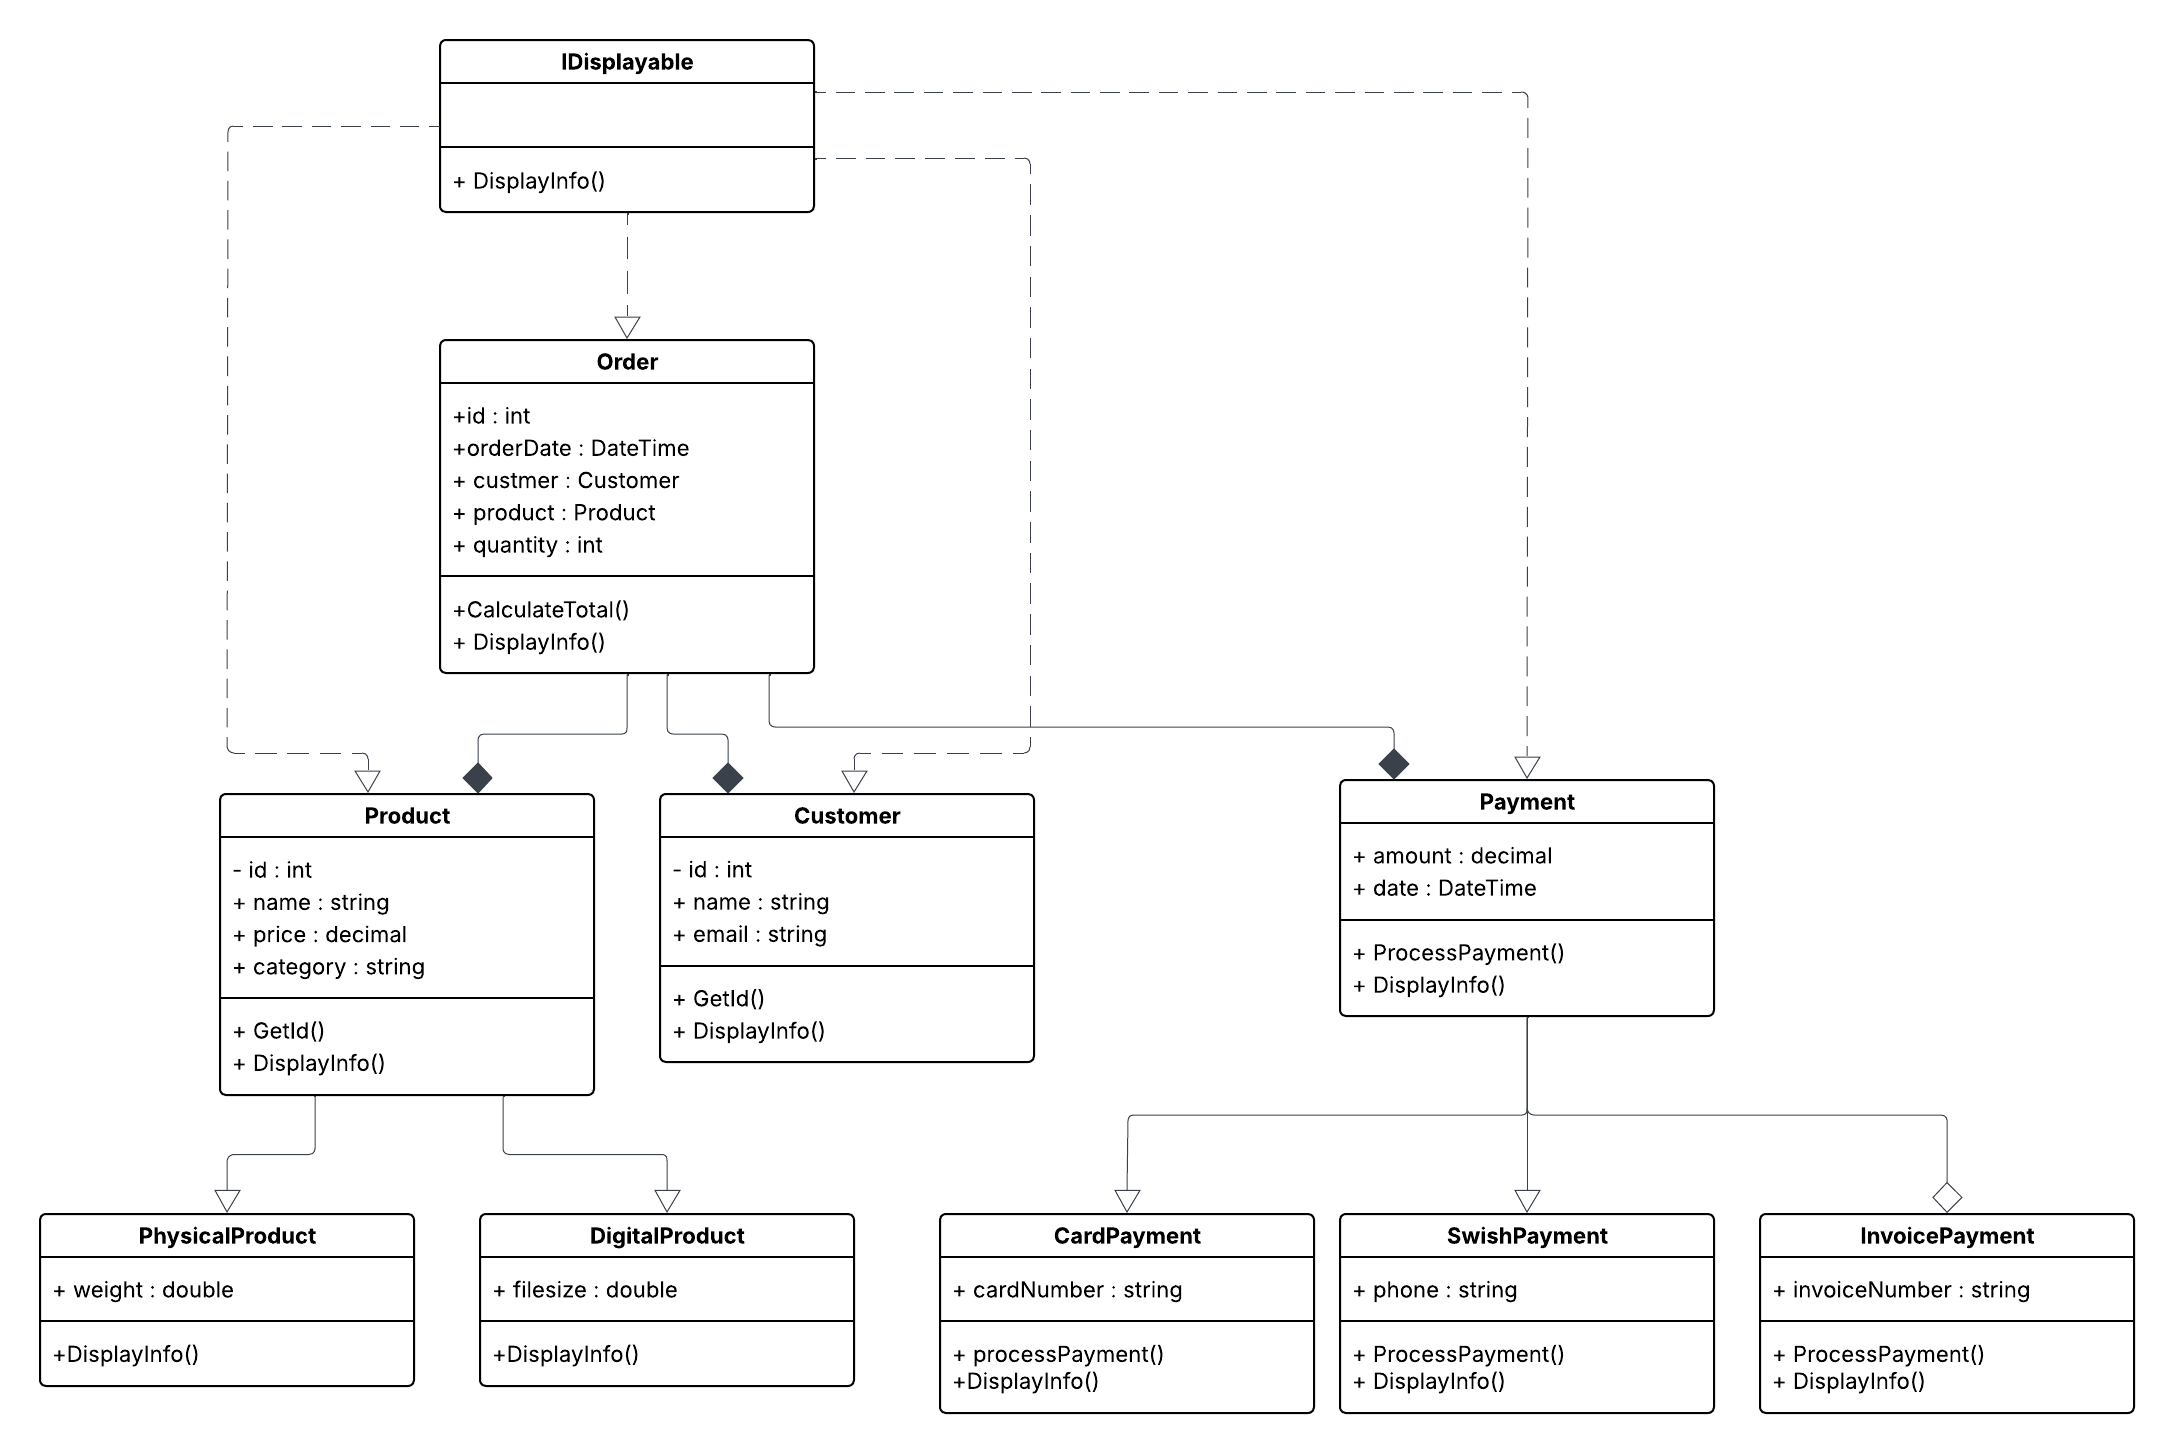 IDisplayable
+ DisplayInfo()
Order
+id : int
+orderDate : DateTime
+ custmer : Customer
+ product : Product
+ quantity : int
+CalculateTotal()
+ DisplayInfo()
Product
- id : int
+ name : string
+ price : decimal
+ category : string
+ GetId()
+ DisplayInfo()
Customer
- id : int
+ name : string
+ email : string
+ GetId()
+ DisplayInfo()
Payment
+ amount : decimal
+ date : DateTime
+ ProcessPayment()
+ DisplayInfo()
PhysicalProduct
+ weight : double
+DisplayInfo()
DigitalProduct
+ filesize : double
+DisplayInfo()
CardPayment
+ cardNumber : string
+ processPayment()
+DisplayInfo()
SwishPayment
+ phone : string
+ ProcessPayment()
+ DisplayInfo()
InvoicePayment
+ invoiceNumber : string
+ ProcessPayment()
+ DisplayInfo()